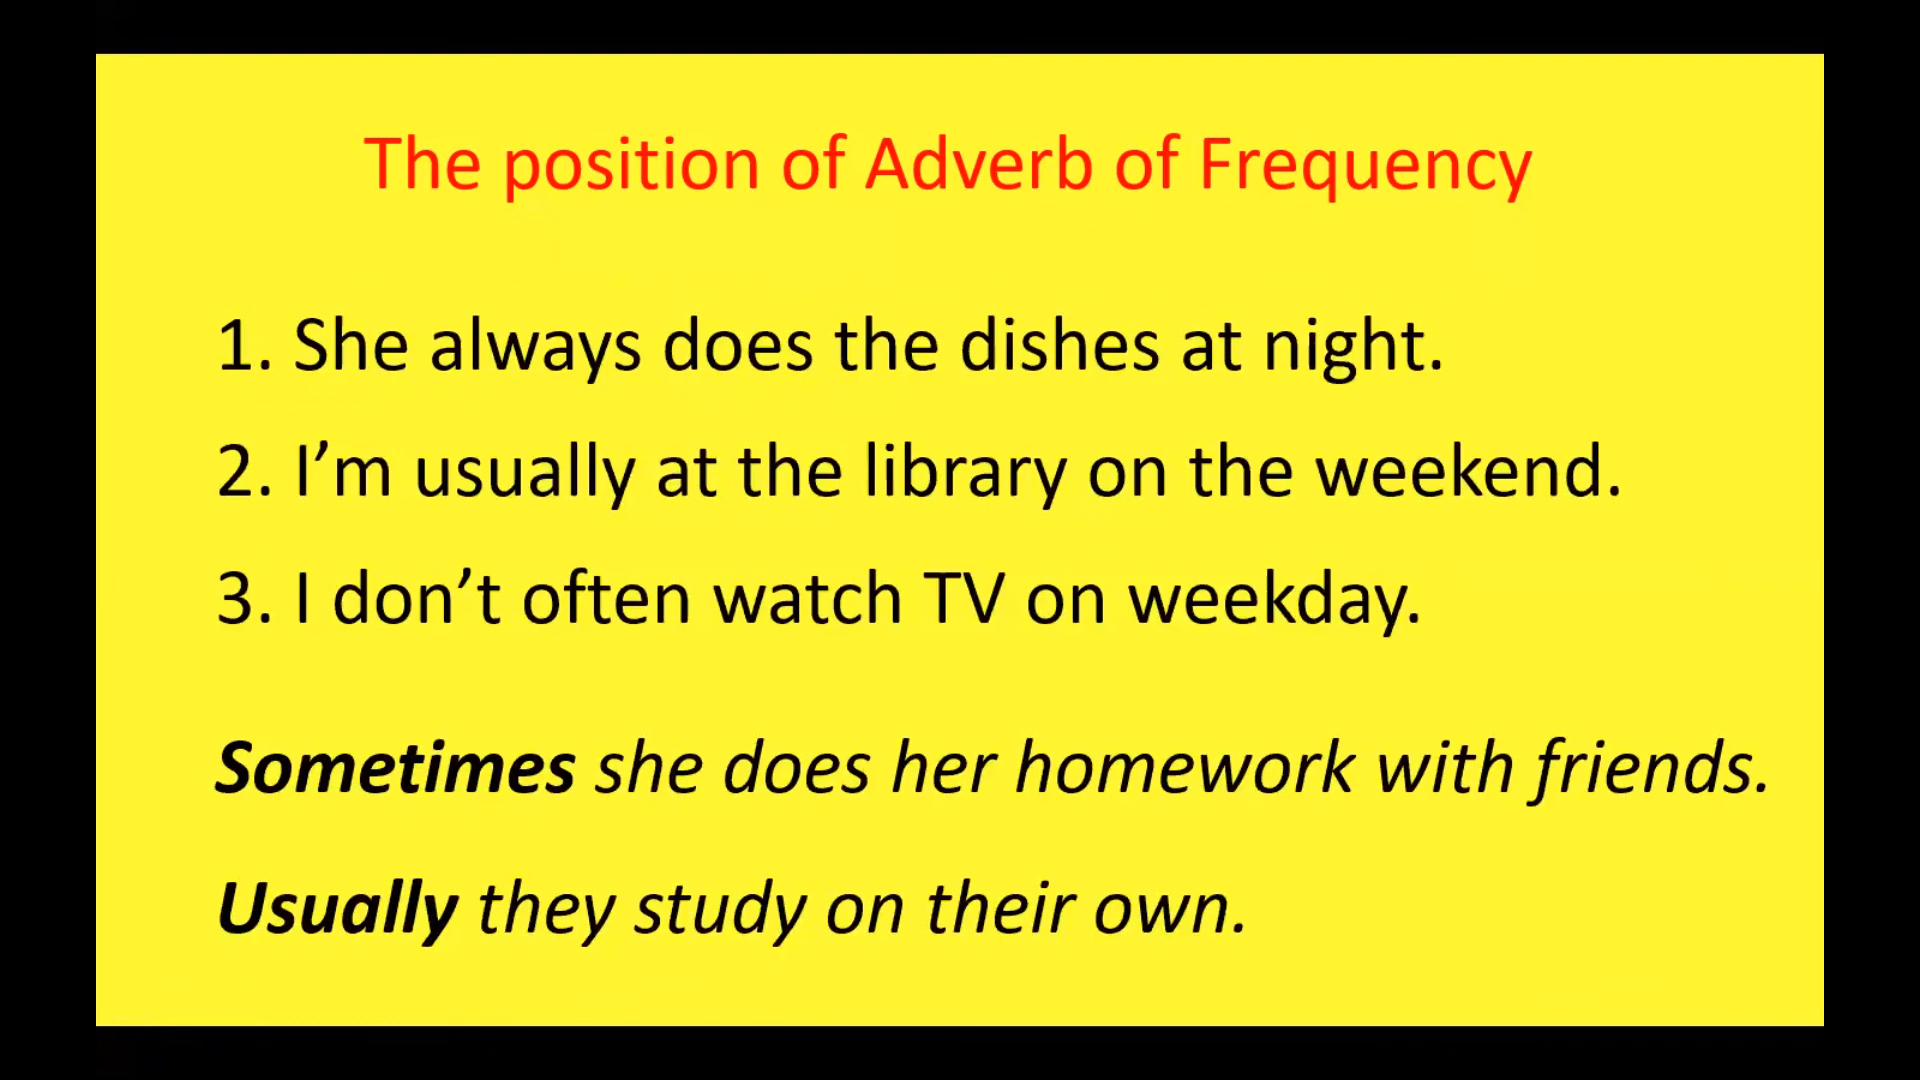 The position of Adverb of Frequency
1. She always does the dishes at night.
2. I’m usually at the library on the weekend.
3. I don’t often watch TV on weekday.
Sometimes she does her homework with friends.
Usually they study on their own.